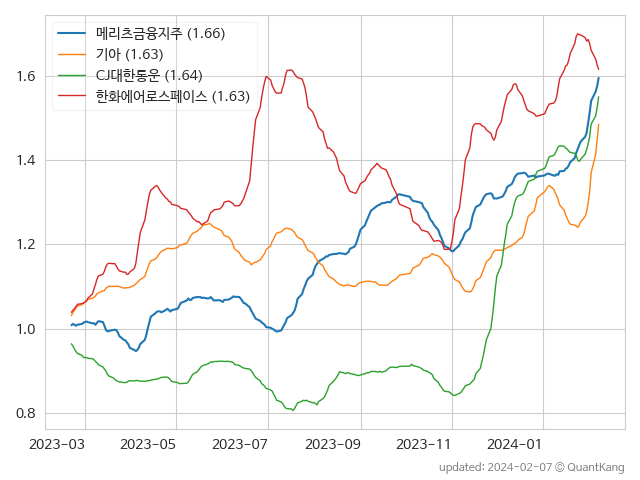 메리츠금융지주 (1.66)
기아 (1.63)
CJ대한통운 (1.64)
한화에어로스페이스 (1.63)
1.6
1.4
1.2
1.0
0.8
2023-03 2023-05 2023-07 2023-09 2023-11 2024-01
updated: 2024-02-07 © QuantKang